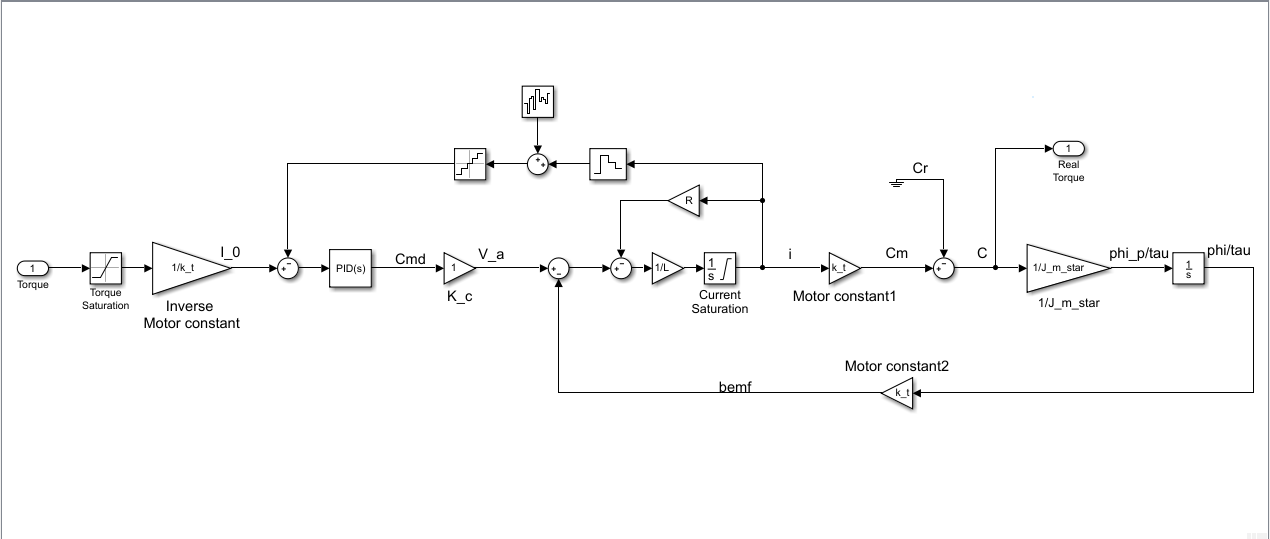 1
Real
Torque
Cr
R
I_0
Cmd
V_a
i
Cm
C
phi_p/tau
phi/tau
1
Torque
Torque
Saturation
1/k_t
Inverse
Motor constant
PID(s)
1
K_c
1/L
1
s
Current
Saturation
k_t
Motor constant1
1/J_m_star
1/J_m_star
1
s
Motor constant2
k_t
bemf